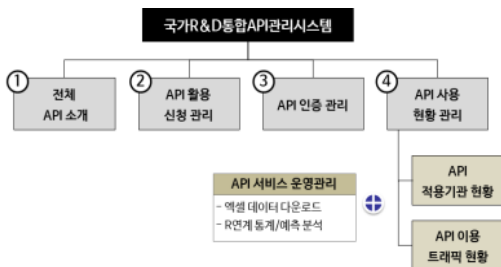 국가R&D통합API관리시스템
1
전체
API 소개
2
API 활용
신청 관리
3
API 인증 관리
4
API 사용
현황 관리
API 서비스 운영관리
- 엑셀 데이터 다운로드
- R연계 통계/예측 분석
API
적용기관 현황
API 이용
트래픽 현황